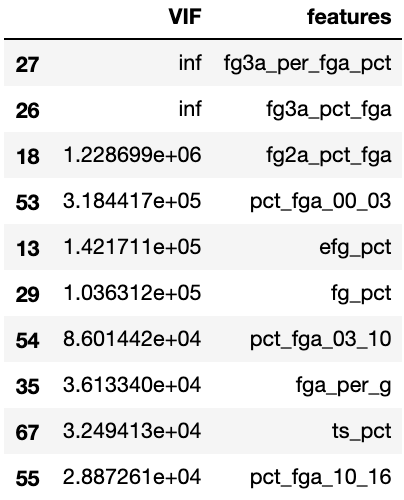 VIF features
27 inf fg3a_per_fga_pct
26 inf fg3a_pct_fga
18 1.228699e+06 fg2a_pct_fga
53 3.184417e+05 pct_fga_00_03
13 1.421711e+05 efg_pct
29 1.036312e+05 fg_pct
54 8.601442e+04 pct_fga_03_10
35 3.613340e+04 fga_per_g
67 3.249413e+04 ts_pct
55 2.887261e+04 pct_fga_10_16